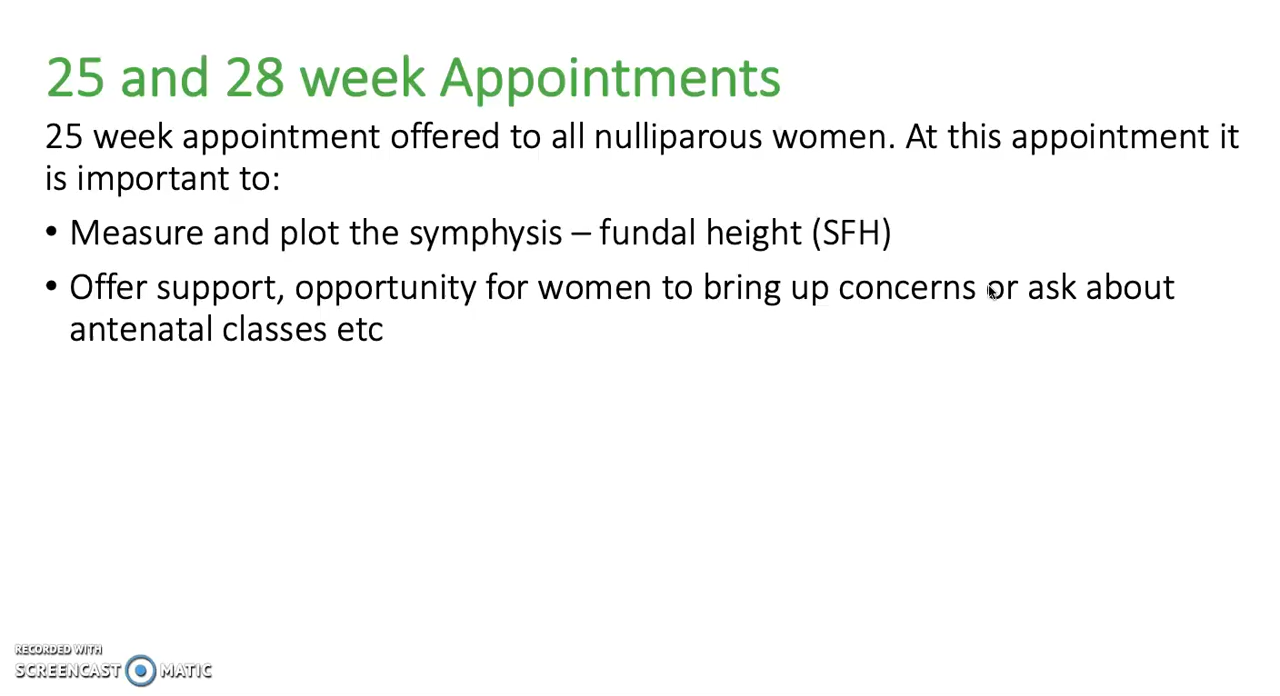 25 and 28 week Appointments
25 week appointment offered to all nulliparous women. At this appointment it
is important to:
• Measure and plot the symphysis – fundal height (SFH)
• Offer support, opportunity for women to bring up concerns or ask about
antenatal classes etc
RECORDED WITH
SCREENCAST MATIC